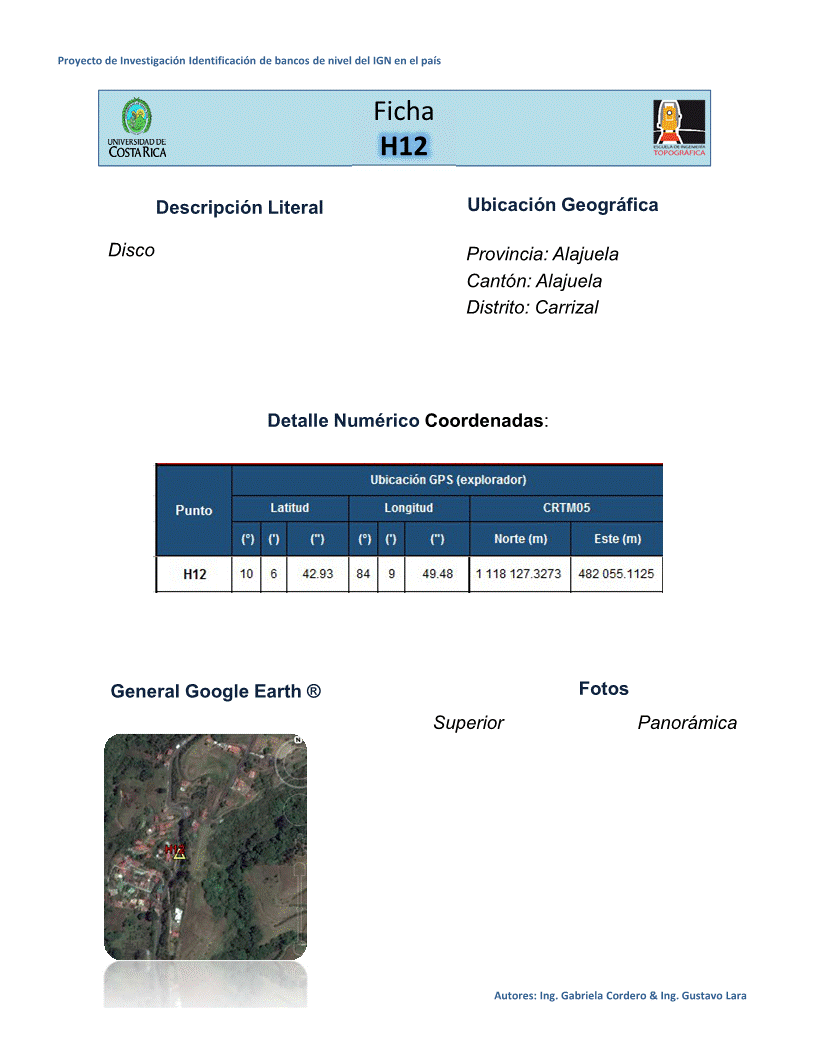 Proyecto de Investigación Identificación de bancos de nivel del IGN en el país
Ficha
H12
UNIVERSIDAD DE
COSTA RICA
ESCUELA DE INGENIERÍA
TOPOGRÁFICA
Descripción Literal
Disco
Ubicación Geográfica
Provincia: Alajuela
Cantón: Alajuela
Distrito: Carrizal
Detalle Numérico Coordenadas:
Punto
Ubicación GPS (explorador)
Latitud Longitud CRTM05
(°) (') (") (°) (') (") Norte (m) Este (m)
H12 10 6 42.93 84 9 49.48 1 118 127.3273 482 055.1125
General Google Earth ®
N
H12
Fotos
Superior Panorámica
Autores: Ing. Gabriela Cordero & Ing. Gustavo Lara